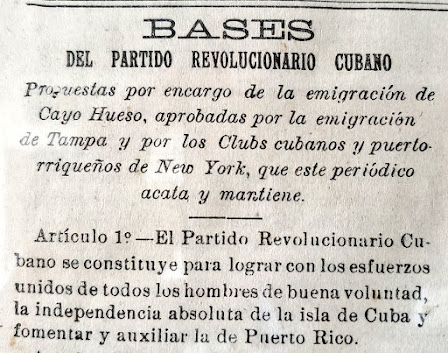 BASES
DEL PARTIDO REVOLUCIONARIO CUBANO
Propuestas por encargo de la emigración de
Cayo Hueso, aprobadas por la emigración
de Tampa y por los Clubs cubanos y puerto-
rriqueños de New York, que este periódico
acata y mantiene.
Artículo 1º—El Partido Revolucionario Cu-
bano se constituye para lograr con los esfuerzos
unidos de todos los hombres de buena voluntad,
la independencia absoluta de la isla de Cuba y
fomentar y auxiliar la de Puerto Rico.